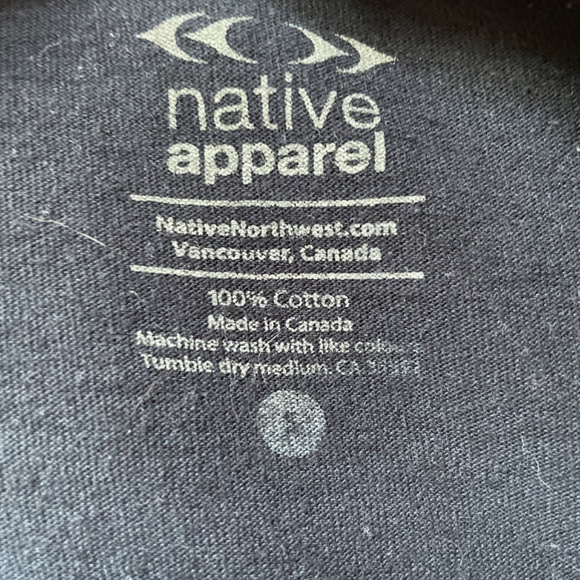 native
apparel
NativeNorthwest.com
Vancouver, Canada
100% Cotton
Made in Canada
Machine wash with like colours
Tumble dry medium. CA